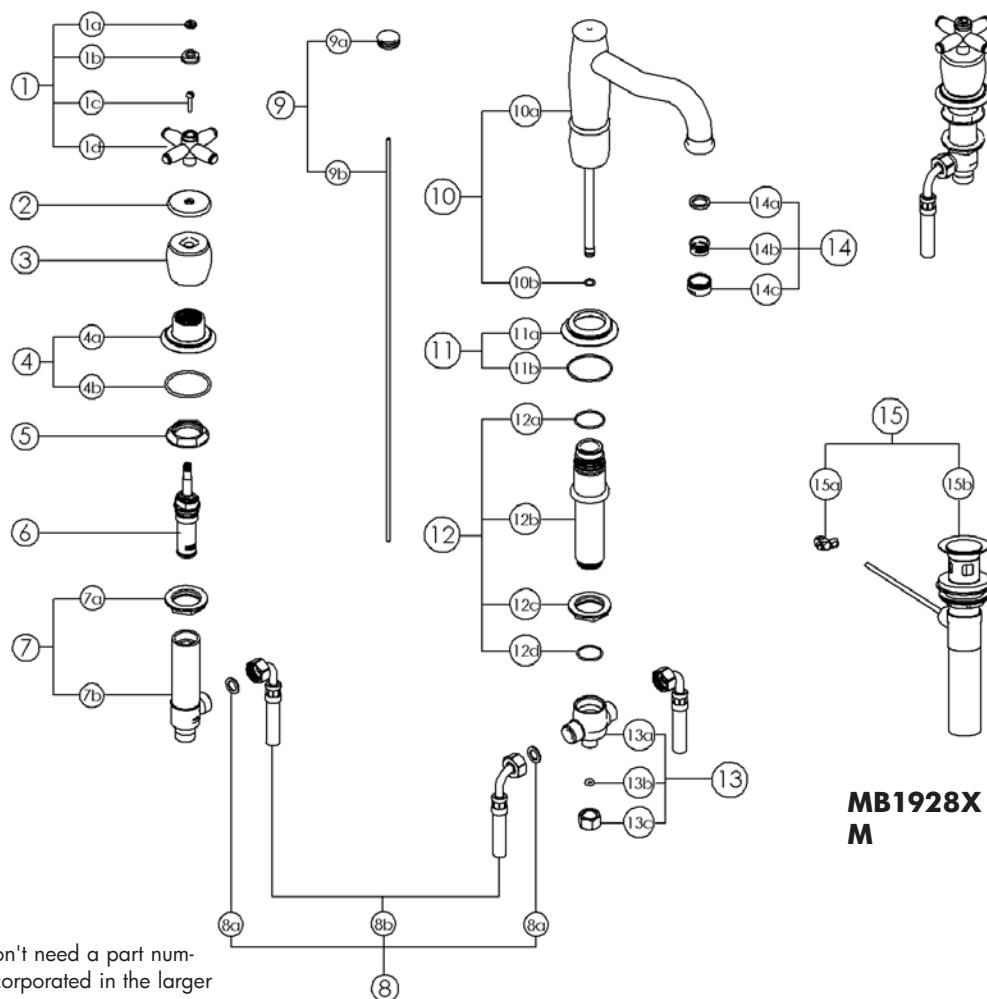 1a
1b
1
1c
1d
2
3
4a
4
4b
5
6
7a
7
7b
9a
9
9b
10a
10
10b
11a
11
11b
12a
12
12b
12c
12d
14a
14b
14
14c
13a
13b
13
13c
15
15a
15b
8a
8b
8a
8
MB1928X
M
on't need a part num-
corporated in the larger